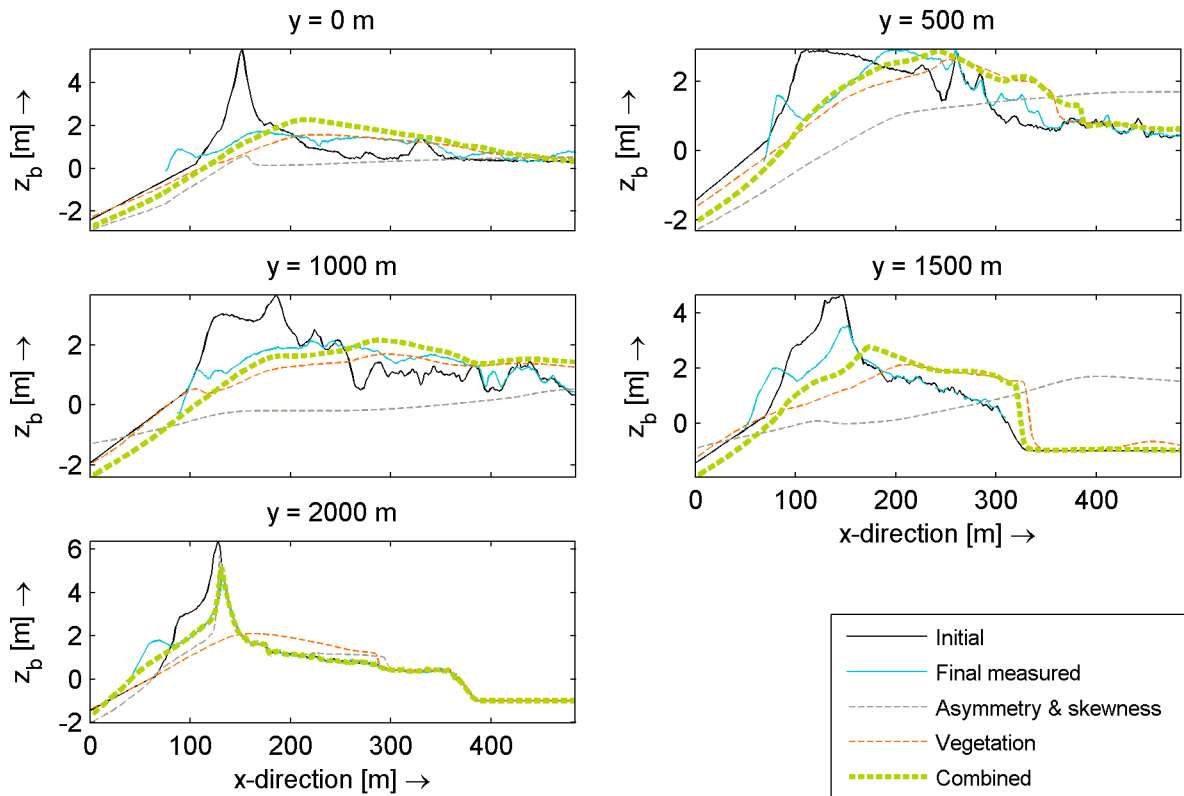 y = 0 m
z_b [m] →
2
4
0
-2
y = 500 m
z_b [m] →
2
0
-2
y = 1000 m
z_b [m] →
2
0
-2
y = 1500 m
z_b [m] →
4
2
0
0 100 200 300 400
x-direction [m] →
y = 2000 m
z_b [m] →
6
4
2
0
-2
0 100 200 300 400
x-direction [m] →
Initial
Final measured
Asymmetry & skewness
Vegetation
Combined